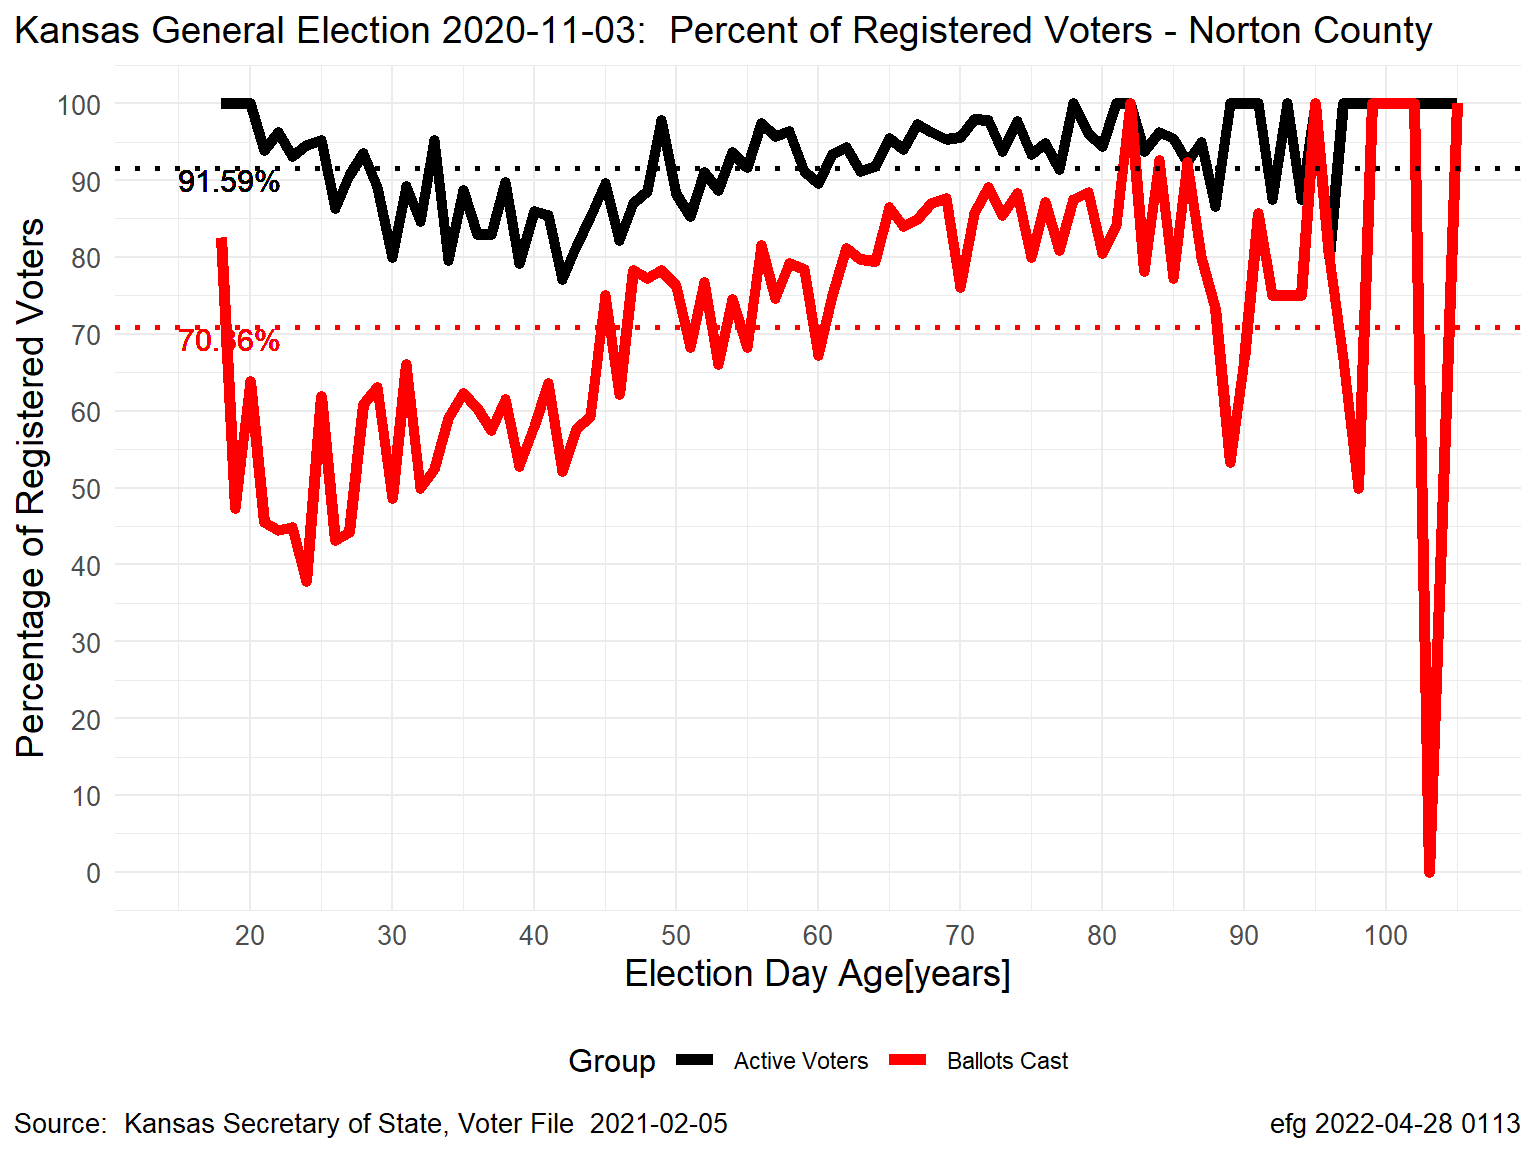 Kansas General Election 2020-11-03:  Percent of Registered Voters - Norton County
Percentage of Registered Voters
100
90
80
70
60
50
40
30
20
10
0
91.59%
20 30 40 50 60 70 80 90 100
Election Day Age[years]
Group Active Voters Ballots Cast
Source:  Kansas Secretary of State, Voter File  2021-02-05
efg 2022-04-28 0113